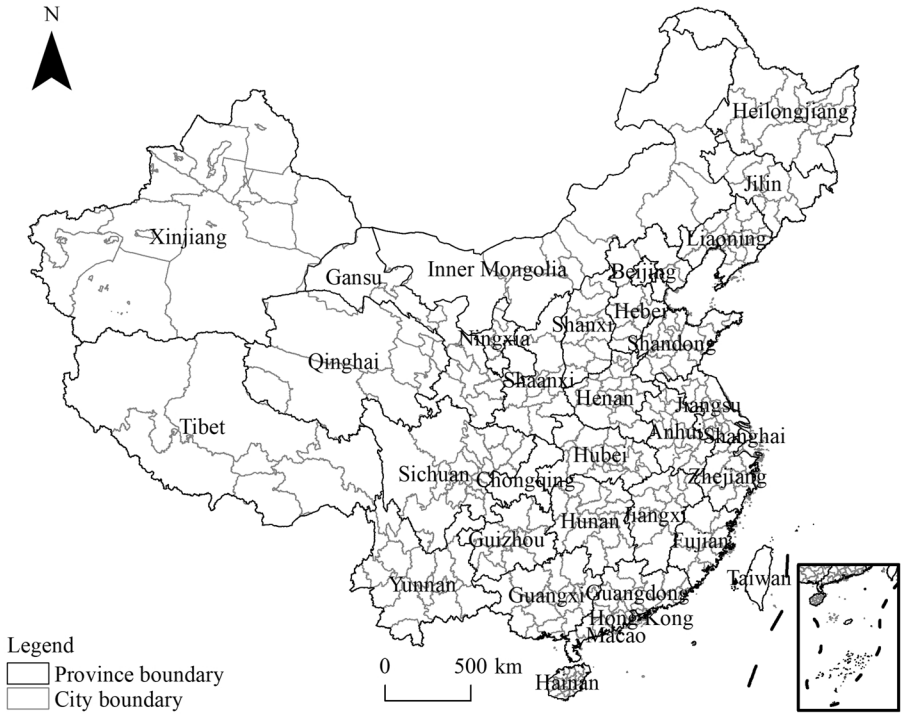 N
Heilongjiang
Jilin
Liaoning
Xinjiang
Gansu
Inner Mongolia
Beijing
Heber
Shanxi
Ningxia
Shandong
Qinghai
Shaanxi
Henan
Jiangsu
Tibet
Anhui
Shanghai
Hubei
Sichuan
Chongqing
Zhejiang
Hunan
Jiangxi
Guizhou
Fujian
Yunnan
Taiwan
Guangxi
Guangdong
Hong Kong
Macao
Hainan
Legend
Province boundary
City boundary
0 500 km